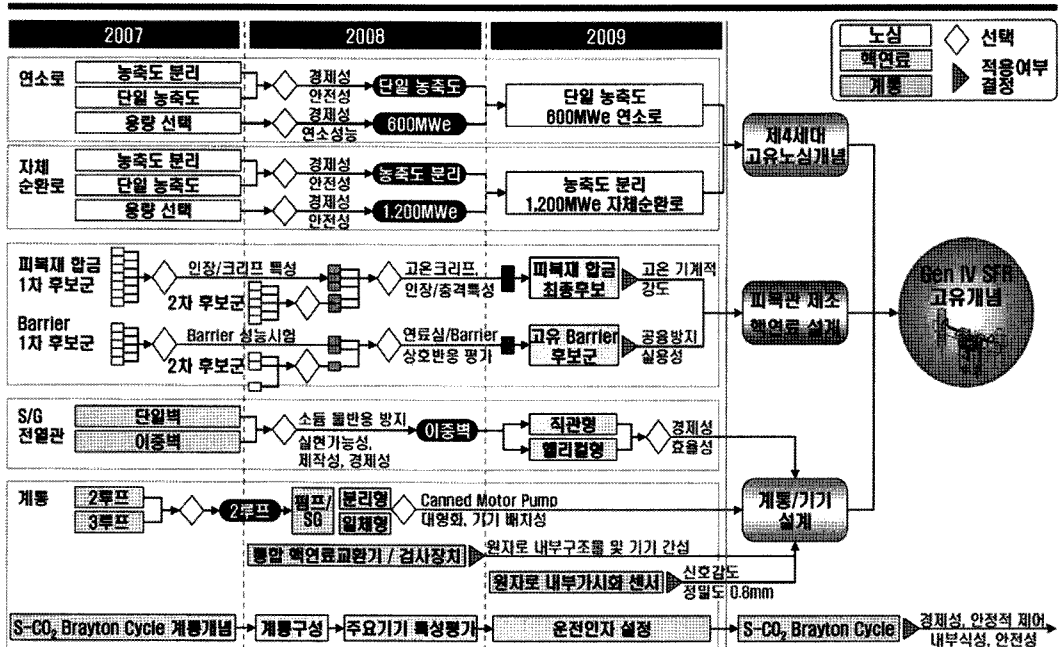 2007
2008
2009
노심
핵연료
계통
선택
적용여부
결정
연소로
농축도 분리
단일 농축도
용량 선택
경제성
안전성
경제성
연소성능
단일 농축도
600MWe
단일 농축도
600MWe 연소로
자체
순환로
농축도 분리
단일 농축도
용량 선택
경제성
안전성
경제성
안전성
농축도 분리
1,200MWe
농축도 분리
1,200MWe 자체순환로
제4세대
고유노심개념
피복재 합금
1차 후보군
인장/크리프 특성
2차 후보군
고온크리프,
인장/충격특성
피복재 합금
최종후보
고온 기계적
강도
Barrier
1차 후보군
Barrier 성능시험
2차 후보군
연료심/Barrier
상호반응 평가
고유 Barrier
후보군
공융방지
실용성
피복관 제조
핵연료 설계
Gen IV SFR
고유개념
S/G
전열관
단일벽
이중벽
소듐 물반응 방지
실현가능성,
제작성, 경제성
이중벽
직관형
헬리컬형
경제성
효율성
계통
2루프
3루프
2루프
펌프/
SG
분리형
일체형
Canned Motor Pump
대형화, 기기 배치성
계통/기기
설계
통합 핵연료교환기 / 검사장치
원자로 내부구조물 및 기기 간섭
원자로 내부가시화 센서
신호감도
정밀도 0.8mm
S-CO₂ Brayton Cycle 계통개념
계통구성
주요기기 특성평가
운전인자 설정
S-CO₂ Brayton Cycle
경제성, 안정적 제어
내부식성, 안전성